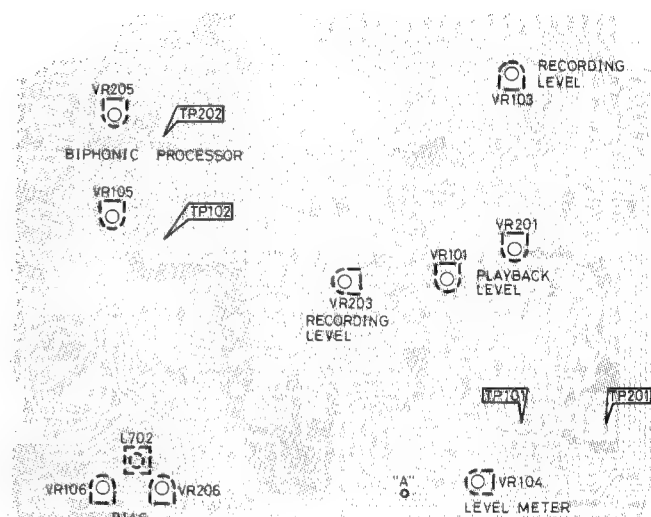 RECORDING
LEVEL
VR103
VR205
TP202
BIPHONIC PROCESSOR
VR105
TP102
VR201
VR101
PLAYBACK
LEVEL
VR203
RECORDING
LEVEL
TP101
TP201
L702
VR106
VR206
"A"
VR104
LEVEL METER
BIAS